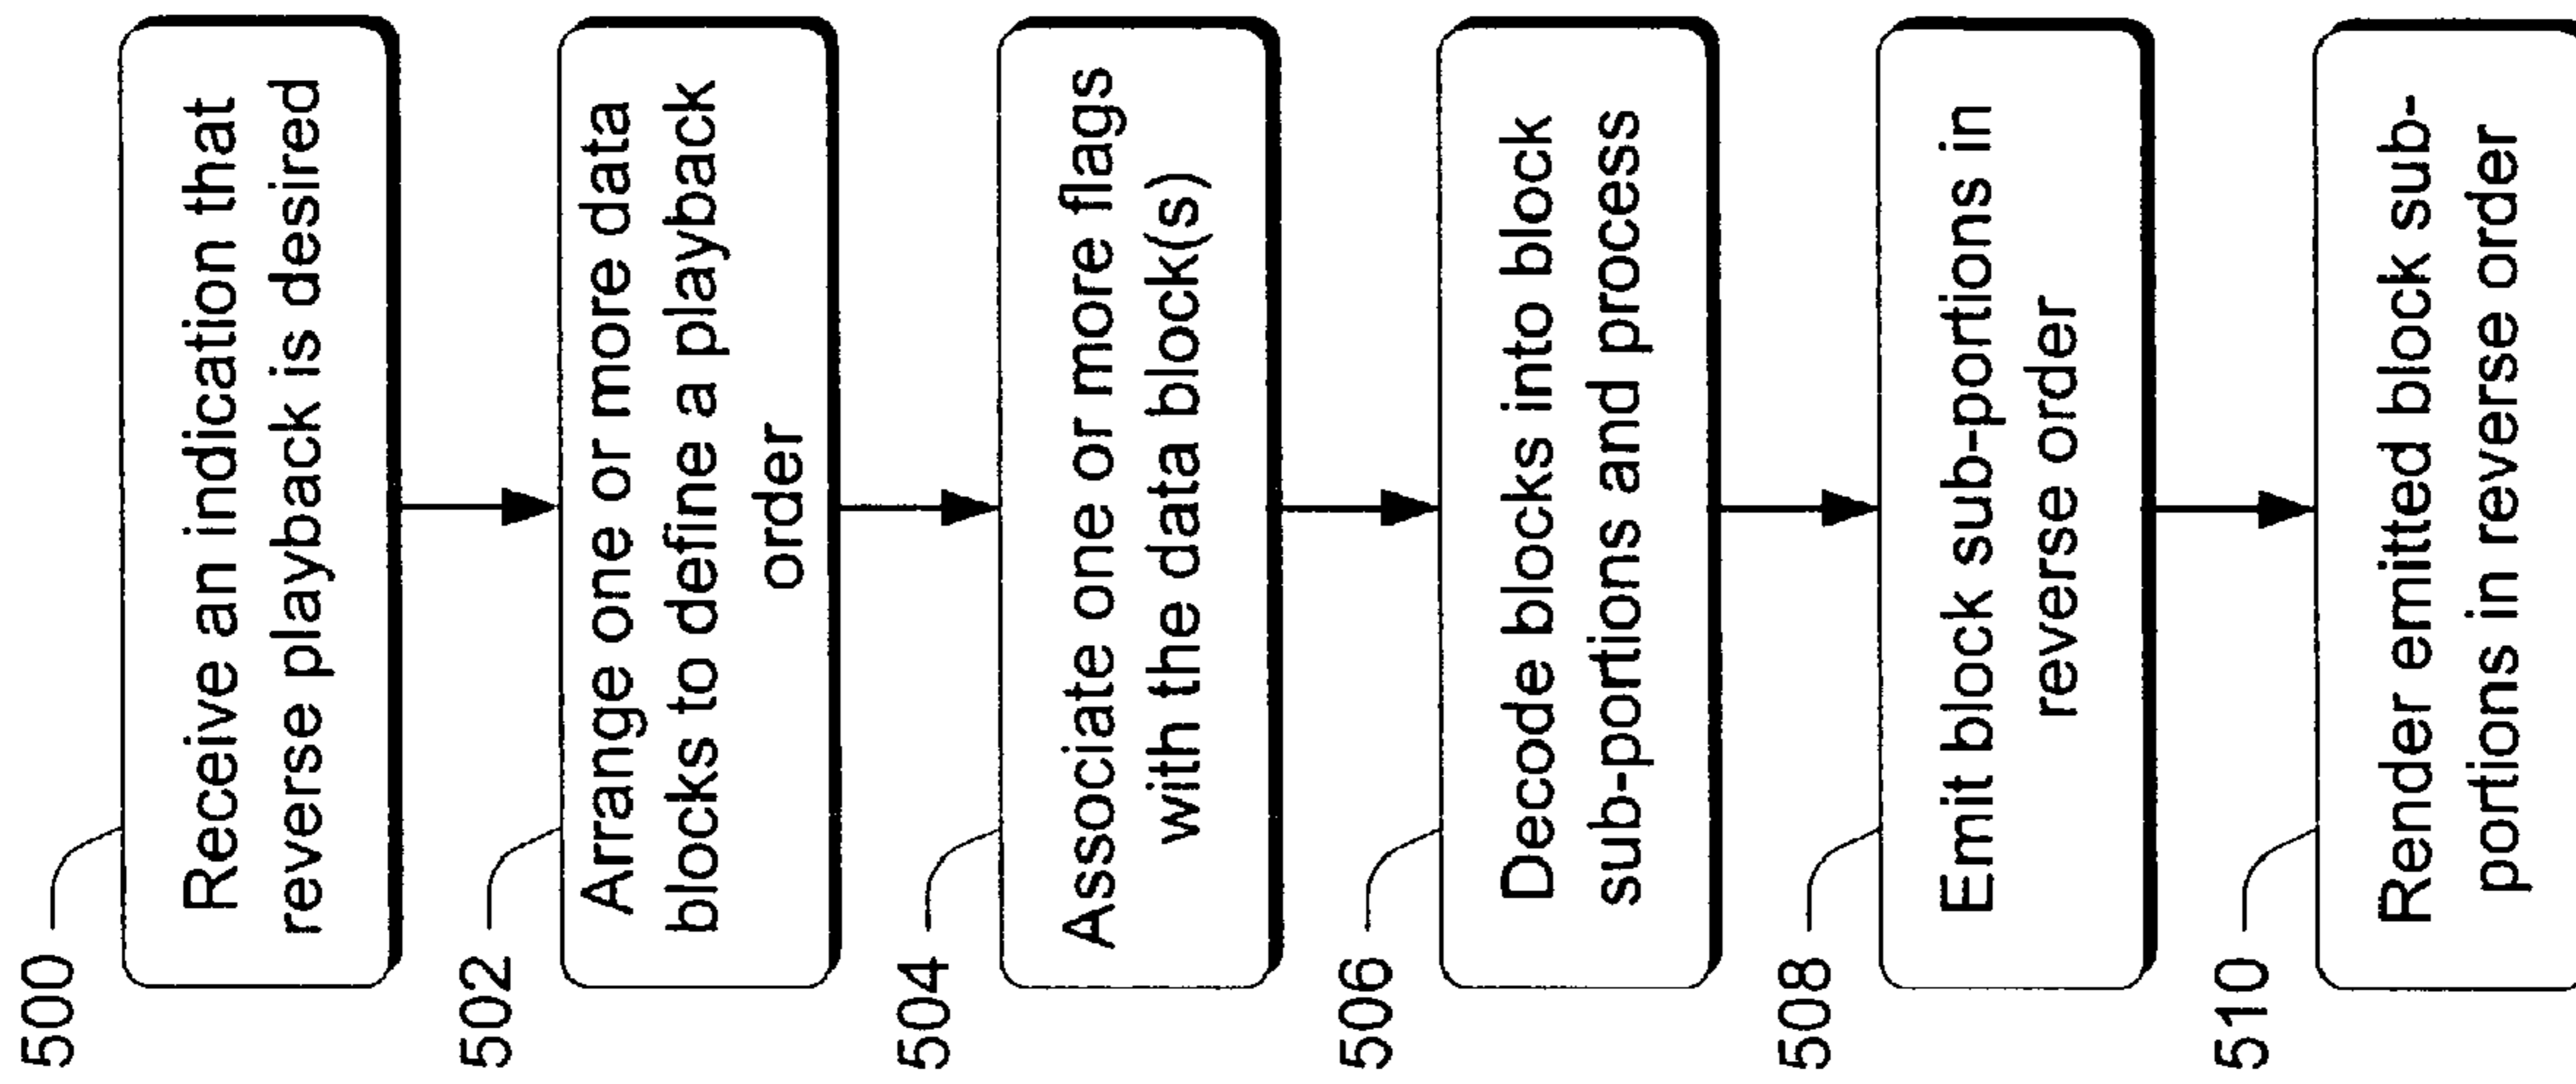 500
Receive an indication that
reverse playback is desired
502
Arrange one or more data
blocks to define a playback
order
504
Associate one or more flags
with the data block(s)
506
Decode blocks into block
sub-portions and process
508
Emit block sub-portions in
reverse order
510
Render emitted block sub-
portions in reverse order